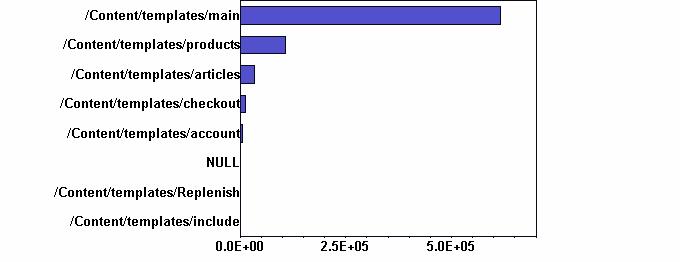 /Content/templates/main
/Content/templates/products
/Content/templates/articles
/Content/templates/checkout
/Content/templates/account
NULL
/Content/templates/Replenish
/Content/templates/include
0.0E+00 2.5E+05 5.0E+05